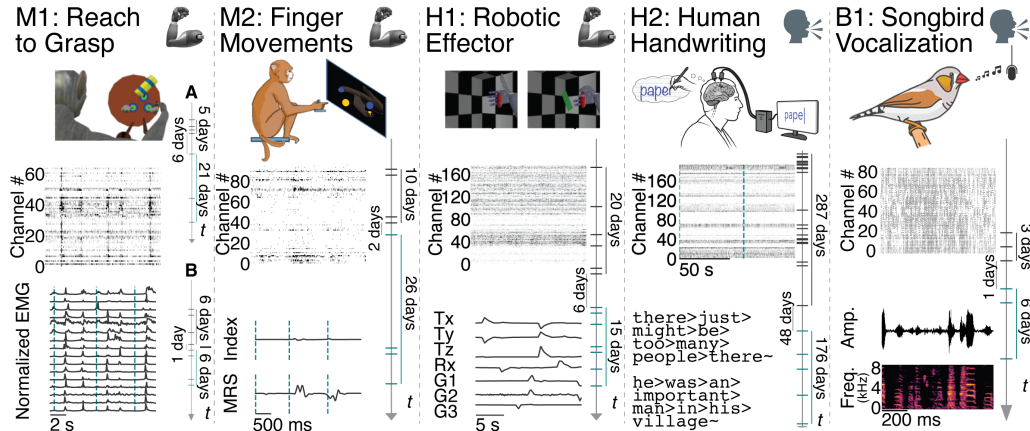 M1: Reach
to Grasp
A
5 days
6 days
21 days
t
Channel #
60
40
20
0
B
6 days
1 day
6 days
t
Normalized EMG
2 s
M2: Finger
Movements
Channel #
80
60
40
20
0
10 days
2 days
26 days
Index
MRS
500 ms
H1: Robotic
Effector
Channel #
160
120
80
40
0
20 days
9 days
15 days
Tx
Ty
Tz
Rx
G1
G2
G3
5 s
t
H2: Human
Handwriting
paper
pape
Channel #
160
120
80
40
0
50 s
287 days
48 days
176 days
there>just>
might>be>
too>many>
people>there~
he>was>an>
important>
man>in>his>
village~
t
B1: Songbird
Vocalization
Channel #
80
60
40
20
0
3 days
1 days
6 days
Amp.
Freq.
(kHz)
8
4
0
200 ms
t